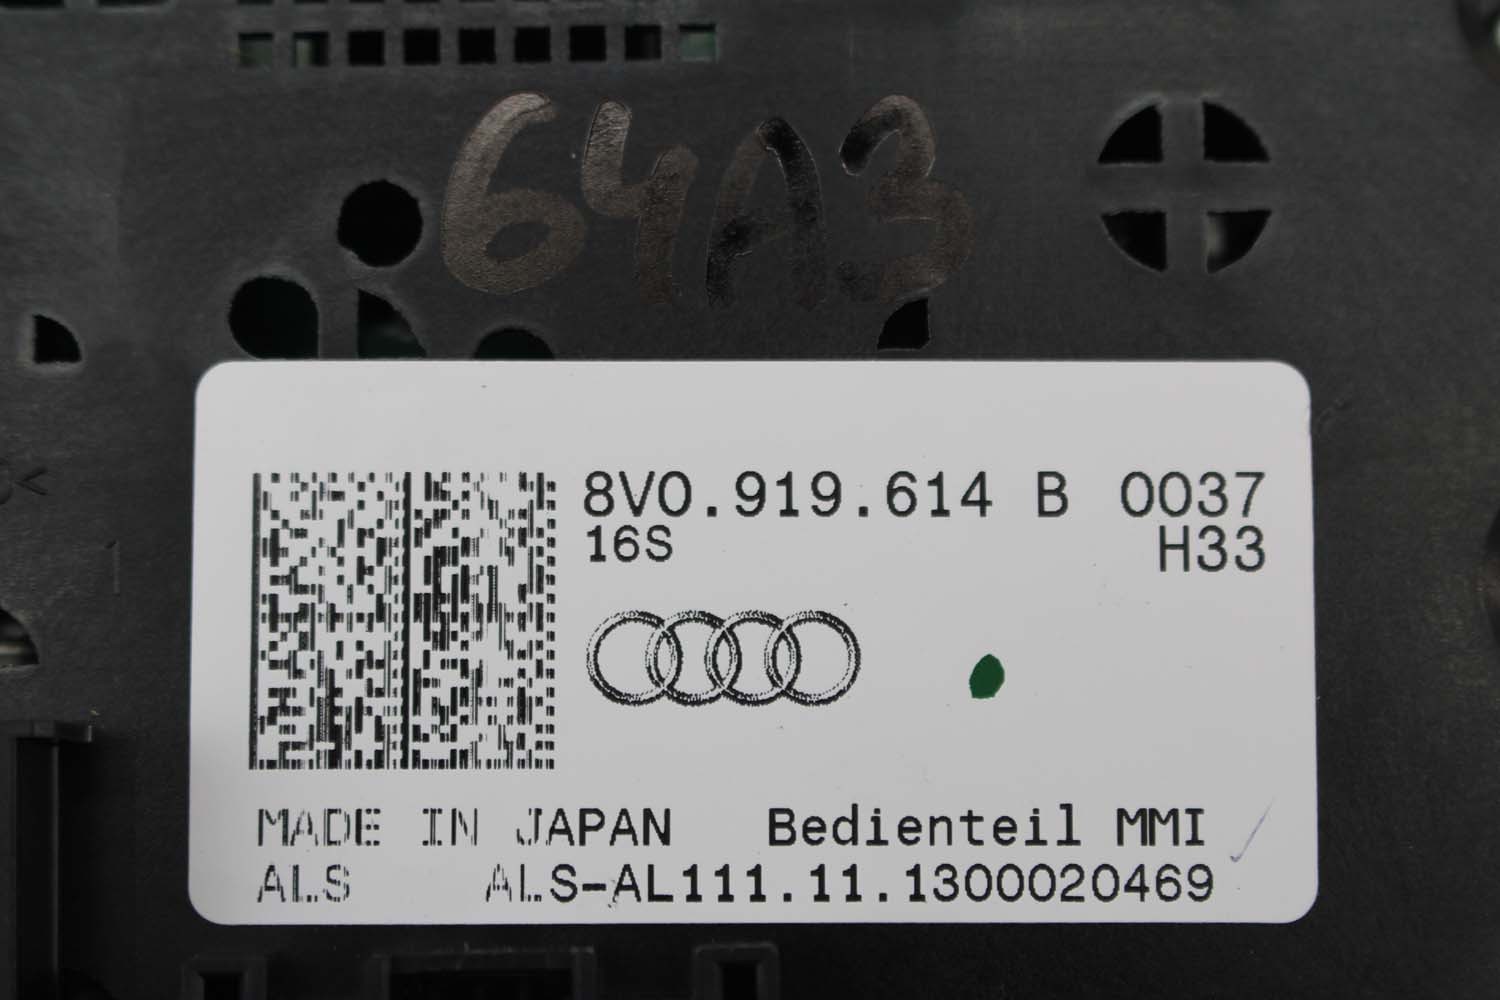 64A3
8V0.919.614 B 0037
16S H33
MADE IN JAPAN Bedienteil MMI
ALS ALS-AL111.11.1300020469